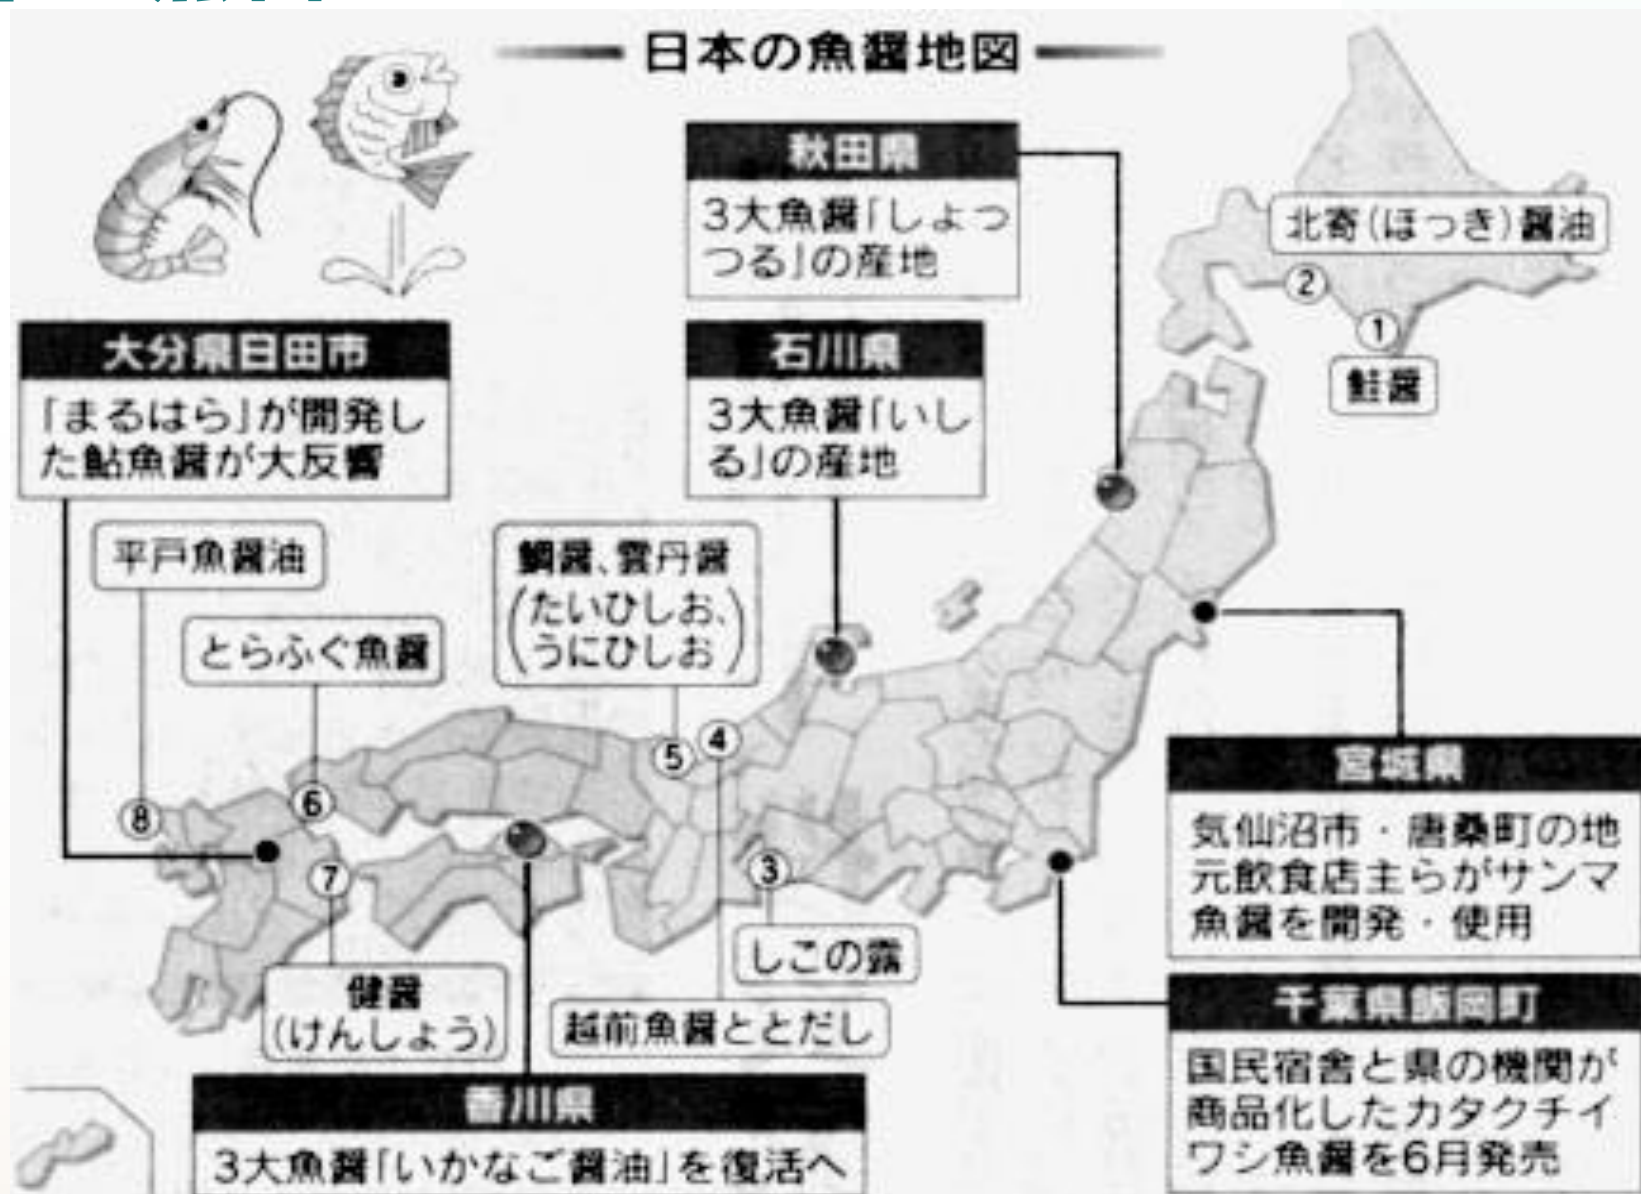 日本の魚醤地図
秋田県
3大魚醤「しょっ
つる」の産地
北寄(ほっき)醤油
2
1
鮭醤
大分県日田市
「まるはら」が開発し
た鮎魚醤が大反響
石川県
3大魚醤「いし
る」の産地
平戸魚醤油
とらふぐ魚醤
鯛醤、雲丹醤
(たいひしお、
うにひしお)
5
4
6
8
7
3
宮城県
気仙沼市・唐桑町の地
元飲食店主らがサンマ
魚醤を開発・使用
しこの露
健醤
(けんしょう)
越前魚醤ととだし
千葉県飯岡町
国民宿舎と県の機関が
商品化したカタクチイ
ワシ魚醤を6月発売
香川県
3大魚醤「いかなご醤油」を復活へ